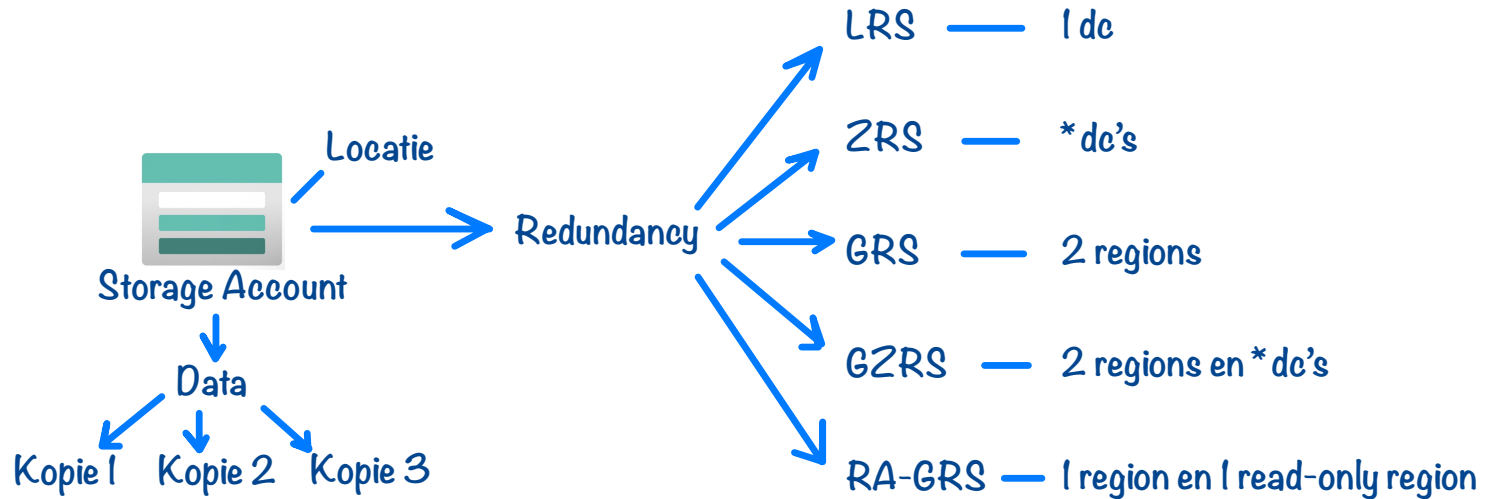 LRS — 1 dc
ZRS — * dc's
Locatie
Redundancy
GRS — 2 regions
Storage Account
GZRS — 2 regions en * dc's
Data
Kopie 1 Kopie 2 Kopie 3
RA-GRS — 1 region en 1 read-only region